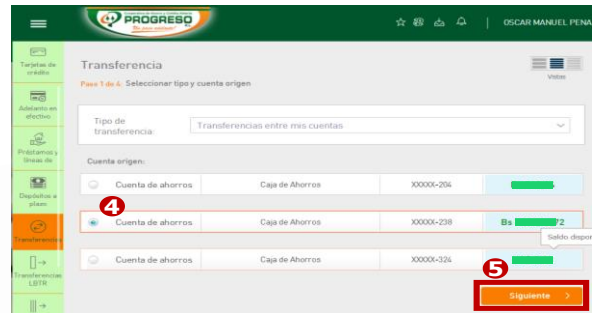 PROGRESO
OSCAR MANUEL PENA
Tarjetas de
crédito
Adelanto en
efectivo
Préstamos y
líneas de
Depósitos a
plazo
Transferencias
Transferencias
LBTR
Transferencia
Paso 1 de 4: Seleccionar tipo y cuenta origen
Vistas
Tipo de
transferencia:
Transferencias entre mis cuentas
Cuenta origen:
Cuenta de ahorros Caja de Ahorros XXXXX-204
4
Cuenta de ahorros Caja de Ahorros XXXXX-238 Bs 72
Saldo dispon
Cuenta de ahorros Caja de Ahorros XXXXX-324
5
Siguiente >